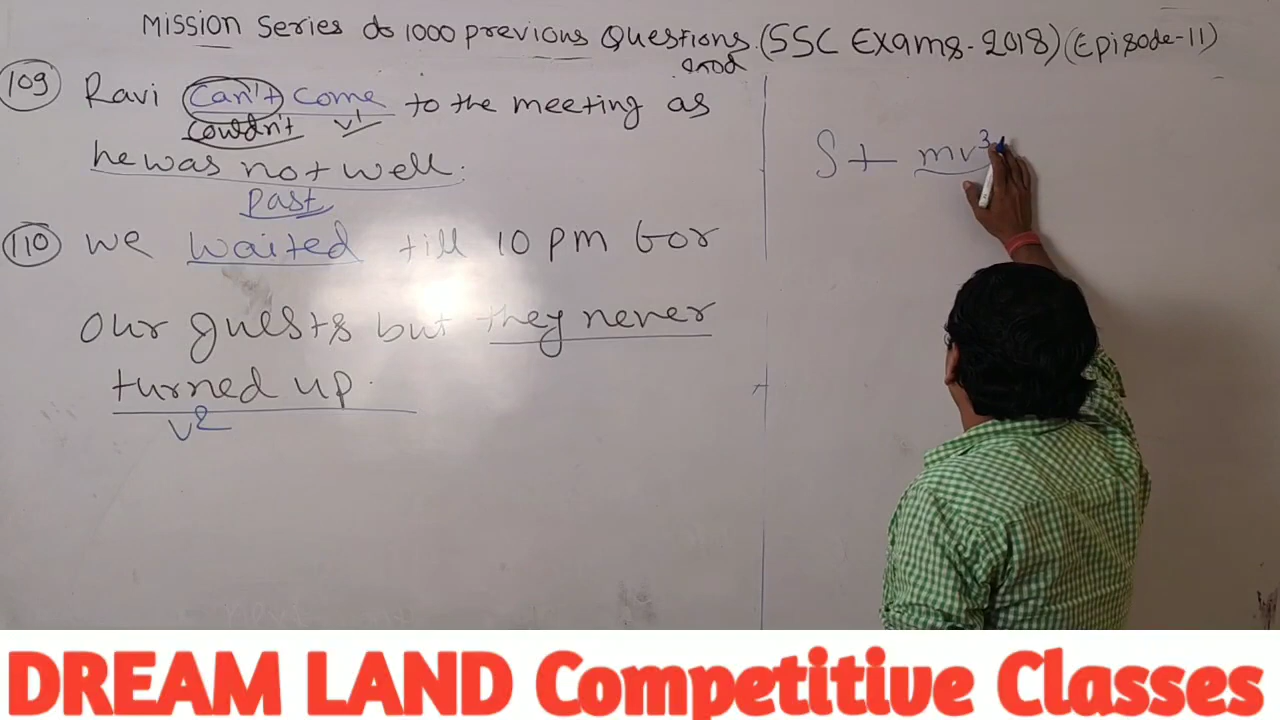 Mission Series do 1000 previous Questions. (SSC Exams-2018) (Episode-11)
and
109 Ravi Can't Come to the meeting as
Couldn't v1
he was not well.
past
110 We waited till 10 pm for
Our guests but they never
turned up.
v2
S + mv3
DREAM LAND Competitive Classes